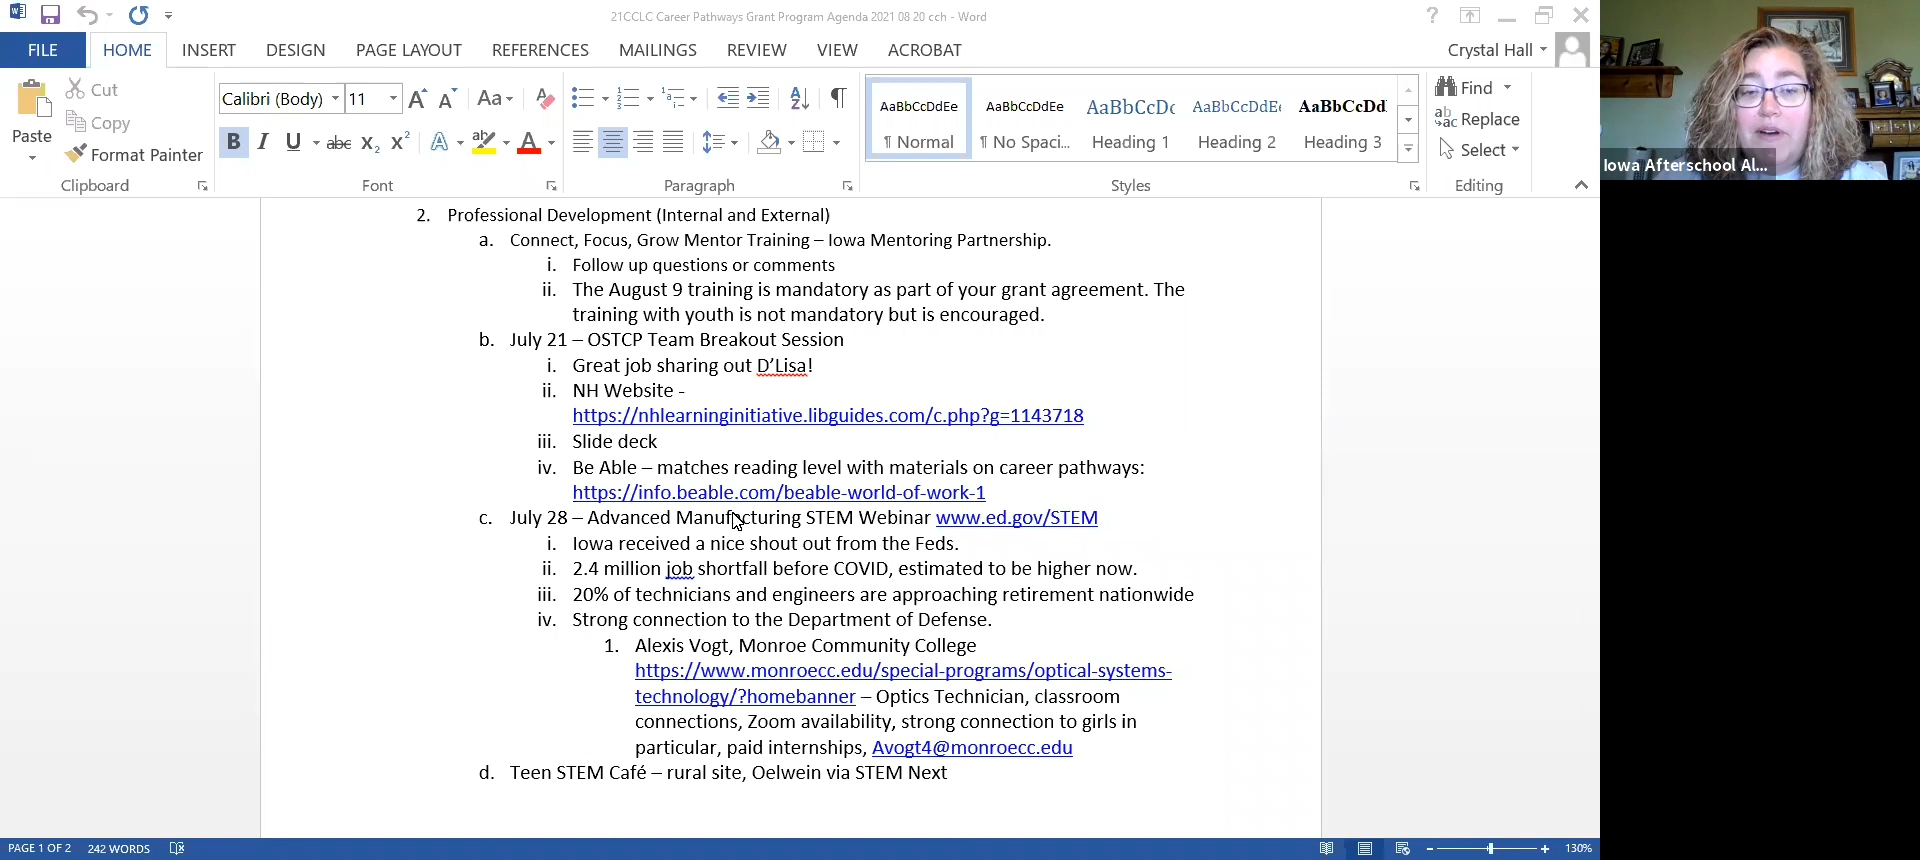 21CCLC Career Pathways Grant Program Agenda 2021 08 20 cch - Word
FILE HOME INSERT DESIGN PAGE LAYOUT REFERENCES MAILINGS REVIEW VIEW ACROBAT Crystal Hall
Cut
Copy
Format Painter
Paste
Clipboard
Calibri (Body) 11
Font
Paragraph
AaBbCcDdEe AaBbCcDdEe AaBbCcDc AaBbCcDdEe AaBbCcDd
¶ Normal ¶ No Spaci... Heading 1 Heading 2 Heading 3
Styles
Find
Replace
Select
Editing
Iowa Afterschool Al...
2. Professional Development (Internal and External)
a. Connect, Focus, Grow Mentor Training – Iowa Mentoring Partnership.
i. Follow up questions or comments
ii. The August 9 training is mandatory as part of your grant agreement. The
training with youth is not mandatory but is encouraged.
b. July 21 – OSTCP Team Breakout Session
i. Great job sharing out D’Lisa!
ii. NH Website -
https://nhlearninginitiative.libguides.com/c.php?g=1143718
iii. Slide deck
iv. Be Able – matches reading level with materials on career pathways:
https://info.beable.com/beable-world-of-work-1
c. July 28 – Advanced Manufacturing STEM Webinar www.ed.gov/STEM
i. Iowa received a nice shout out from the Feds.
ii. 2.4 million job shortfall before COVID, estimated to be higher now.
iii. 20% of technicians and engineers are approaching retirement nationwide
iv. Strong connection to the Department of Defense.
1. Alexis Vogt, Monroe Community College
https://www.monroecc.edu/special-programs/optical-systems-
technology/?homebanner – Optics Technician, classroom
connections, Zoom availability, strong connection to girls in
particular, paid internships, Avogt4@monroecc.edu
d. Teen STEM Café – rural site, Oelwein via STEM Next
PAGE 1 OF 2 242 WORDS 130%